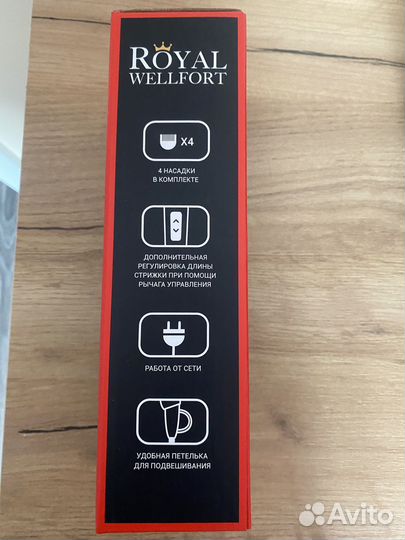 ROYAL
WELLFORT
X4
4 НАСАДКИ
В КОМПЛЕКТЕ
ДОПОЛНИТЕЛЬНАЯ
РЕГУЛИРОВКА ДЛИНЫ
СТРИЖКИ ПРИ ПОМОЩИ
РЫЧАГА УПРАВЛЕНИЯ
РАБОТА ОТ СЕТИ
УДОБНАЯ ПЕТЕЛЬКА
ДЛЯ ПОДВЕШИВАНИЯ
Avito